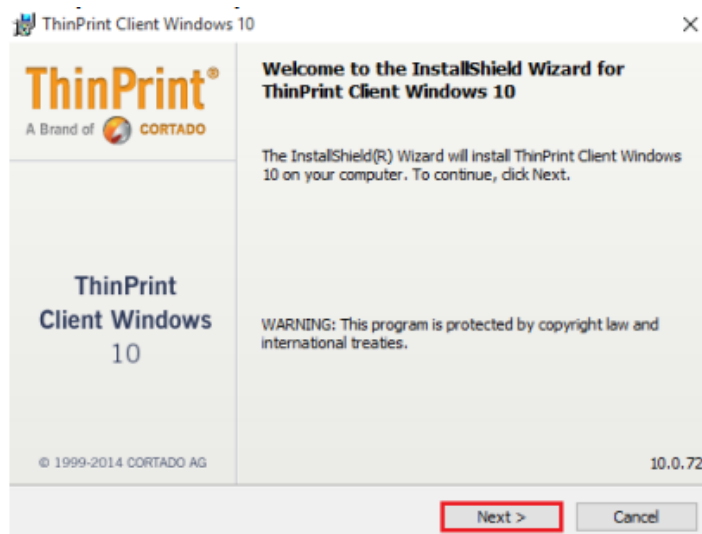 ThinPrint Client Windows 10
ThinPrint®
A Brand of CORTADO
Welcome to the InstallShield Wizard for
ThinPrint Client Windows 10
The InstallShield(R) Wizard will install ThinPrint Client Windows
10 on your computer. To continue, click Next.
ThinPrint
Client Windows
10
WARNING: This program is protected by copyright law and
international treaties.
© 1999-2014 CORTADO AG
10.0.72
Next >
Cancel